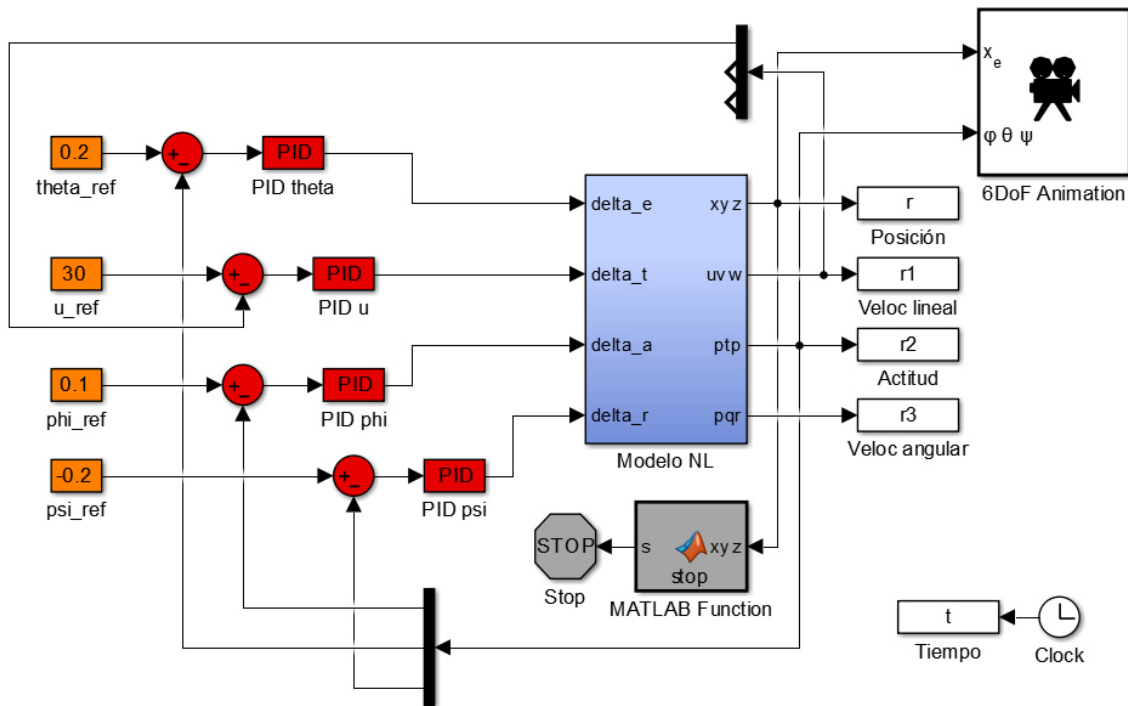 x_e
φ θ ψ
6DoF Animation
0.2
theta_ref
+
−
PID
PID theta
30
u_ref
+
−
PID
PID u
0.1
phi_ref
+
−
PID
PID phi
-0.2
psi_ref
+
−
PID
PID psi
delta_e
delta_t
delta_a
delta_r
xyz
uvw
ptp
pqr
Modelo NL
r
Posición
r1
Veloc lineal
r2
Actitud
r3
Veloc angular
STOP
Stop
s
xyz
stop
MATLAB Function
t
Tiempo
Clock